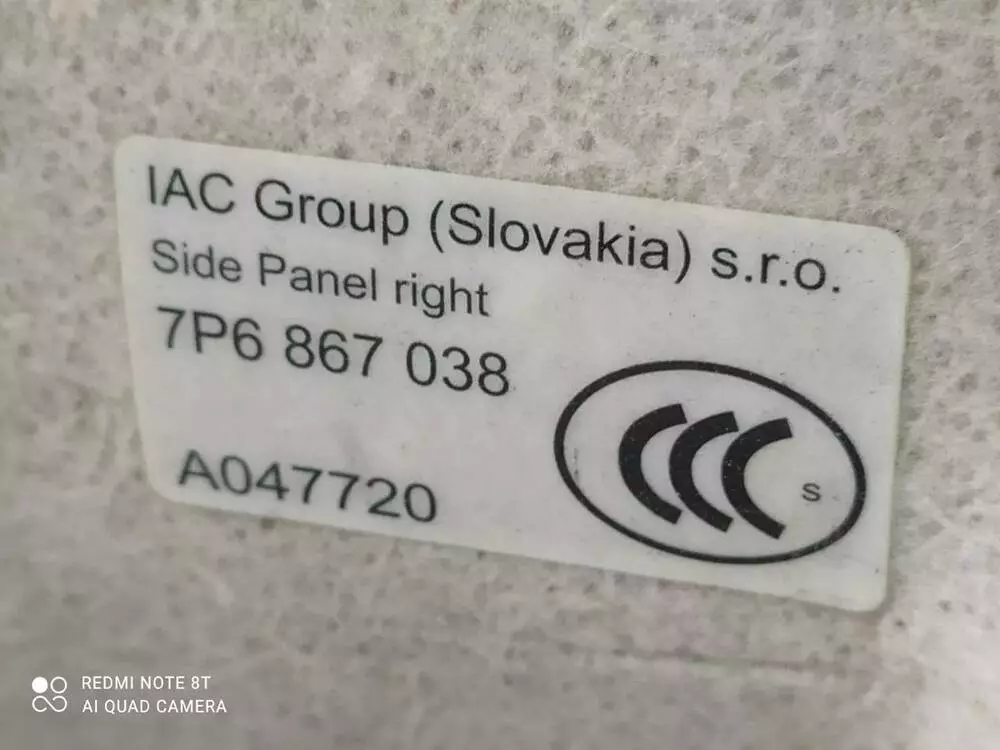 IAC Group (Slovakia) s.r.o.
Side Panel right
7P6 867 038
A047720
CCC S
REDMI NOTE 8T
AI QUAD CAMERA